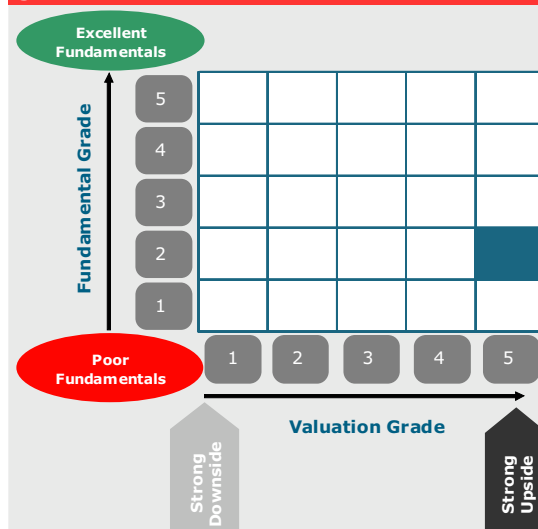 Excellent
Fundamentals
Fundamental Grade
5
4
3
2
1
Poor
Fundamentals
1
2
3
4
5
Valuation Grade
Strong
Downside
Strong
Upside